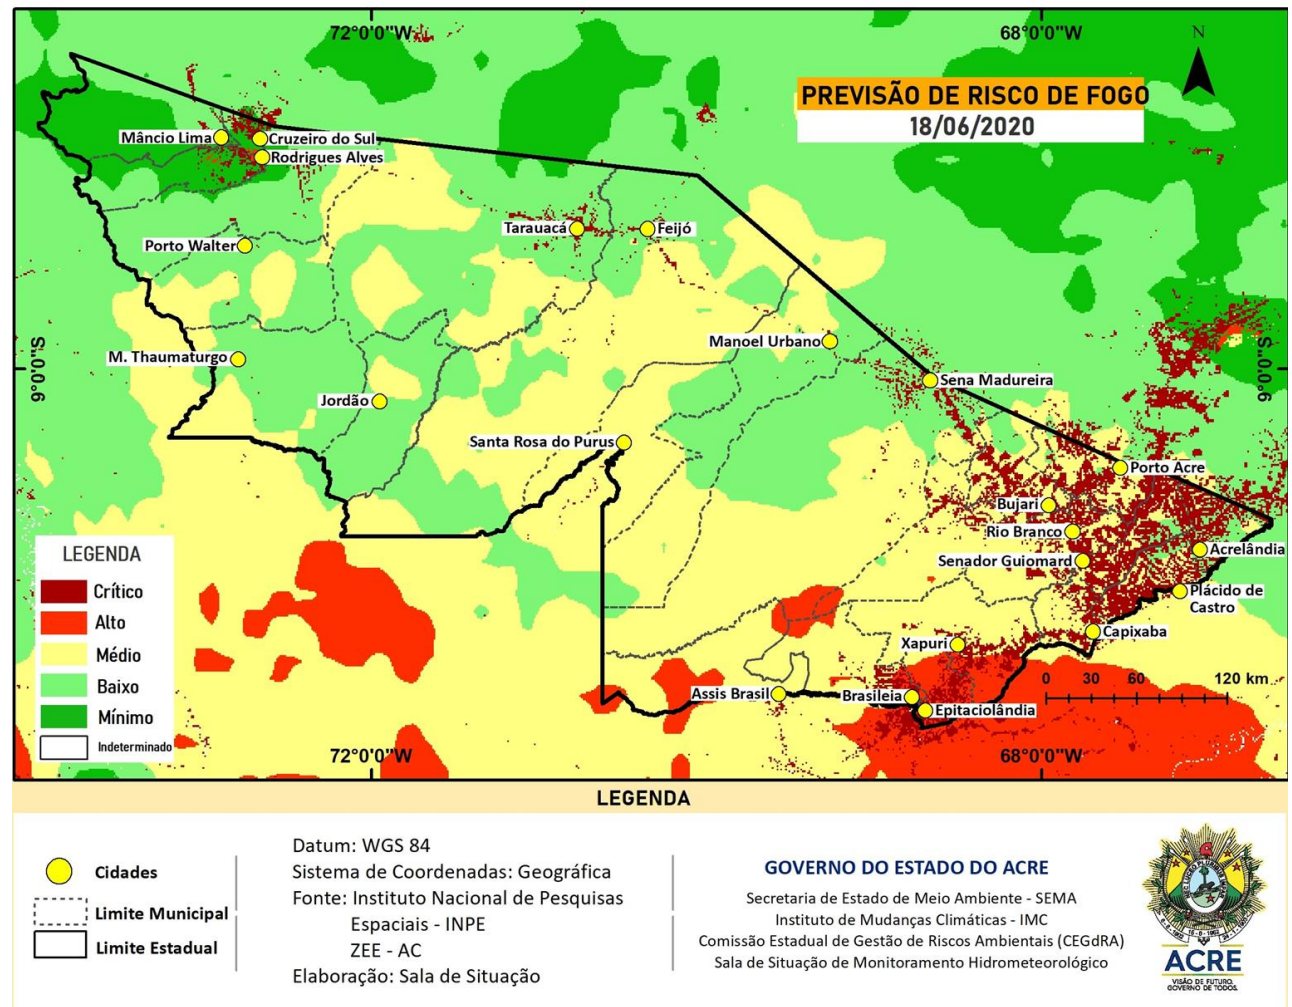 72°0'0"W
68°0'0"W
N
PREVISÃO DE RISCO DE FOGO
18/06/2020
Mâncio Lima
Cruzeiro do Sul
Rodrigues Alves
Tarauacá
Feijó
Porto Walter
Manoel Urbano
M. Thaumaturgo
9°0'0"S
9°0'0"S
Sena Madureira
Jordão
Santa Rosa do Purus
Porto Acre
Bujari
Rio Branco
Acrelândia
Senador Guiomard
Plácido de
Castro
Capixaba
Xapuri
Assis Brasil
Brasileia
Epitaciolândia
0 30 60 120 km
72°0'0"W
68°0'0"W
LEGENDA
Crítico
Alto
Médio
Baixo
Mínimo
Indeterminado
LEGENDA
Cidades
Limite Municipal
Limite Estadual
Datum: WGS 84
Sistema de Coordenadas: Geográfica
Fonte: Instituto Nacional de Pesquisas
Espaciais - INPE
ZEE - AC
Elaboração: Sala de Situação
GOVERNO DO ESTADO DO ACRE
Secretaria de Estado de Meio Ambiente - SEMA
Instituto de Mudanças Climáticas - IMC
Comissão Estadual de Gestão de Riscos Ambientais (CEGdRA)
Sala de Situação de Monitoramento Hidrometeorológico
ACRE
VISÃO DE FUTURO.
GOVERNO DE TODOS.